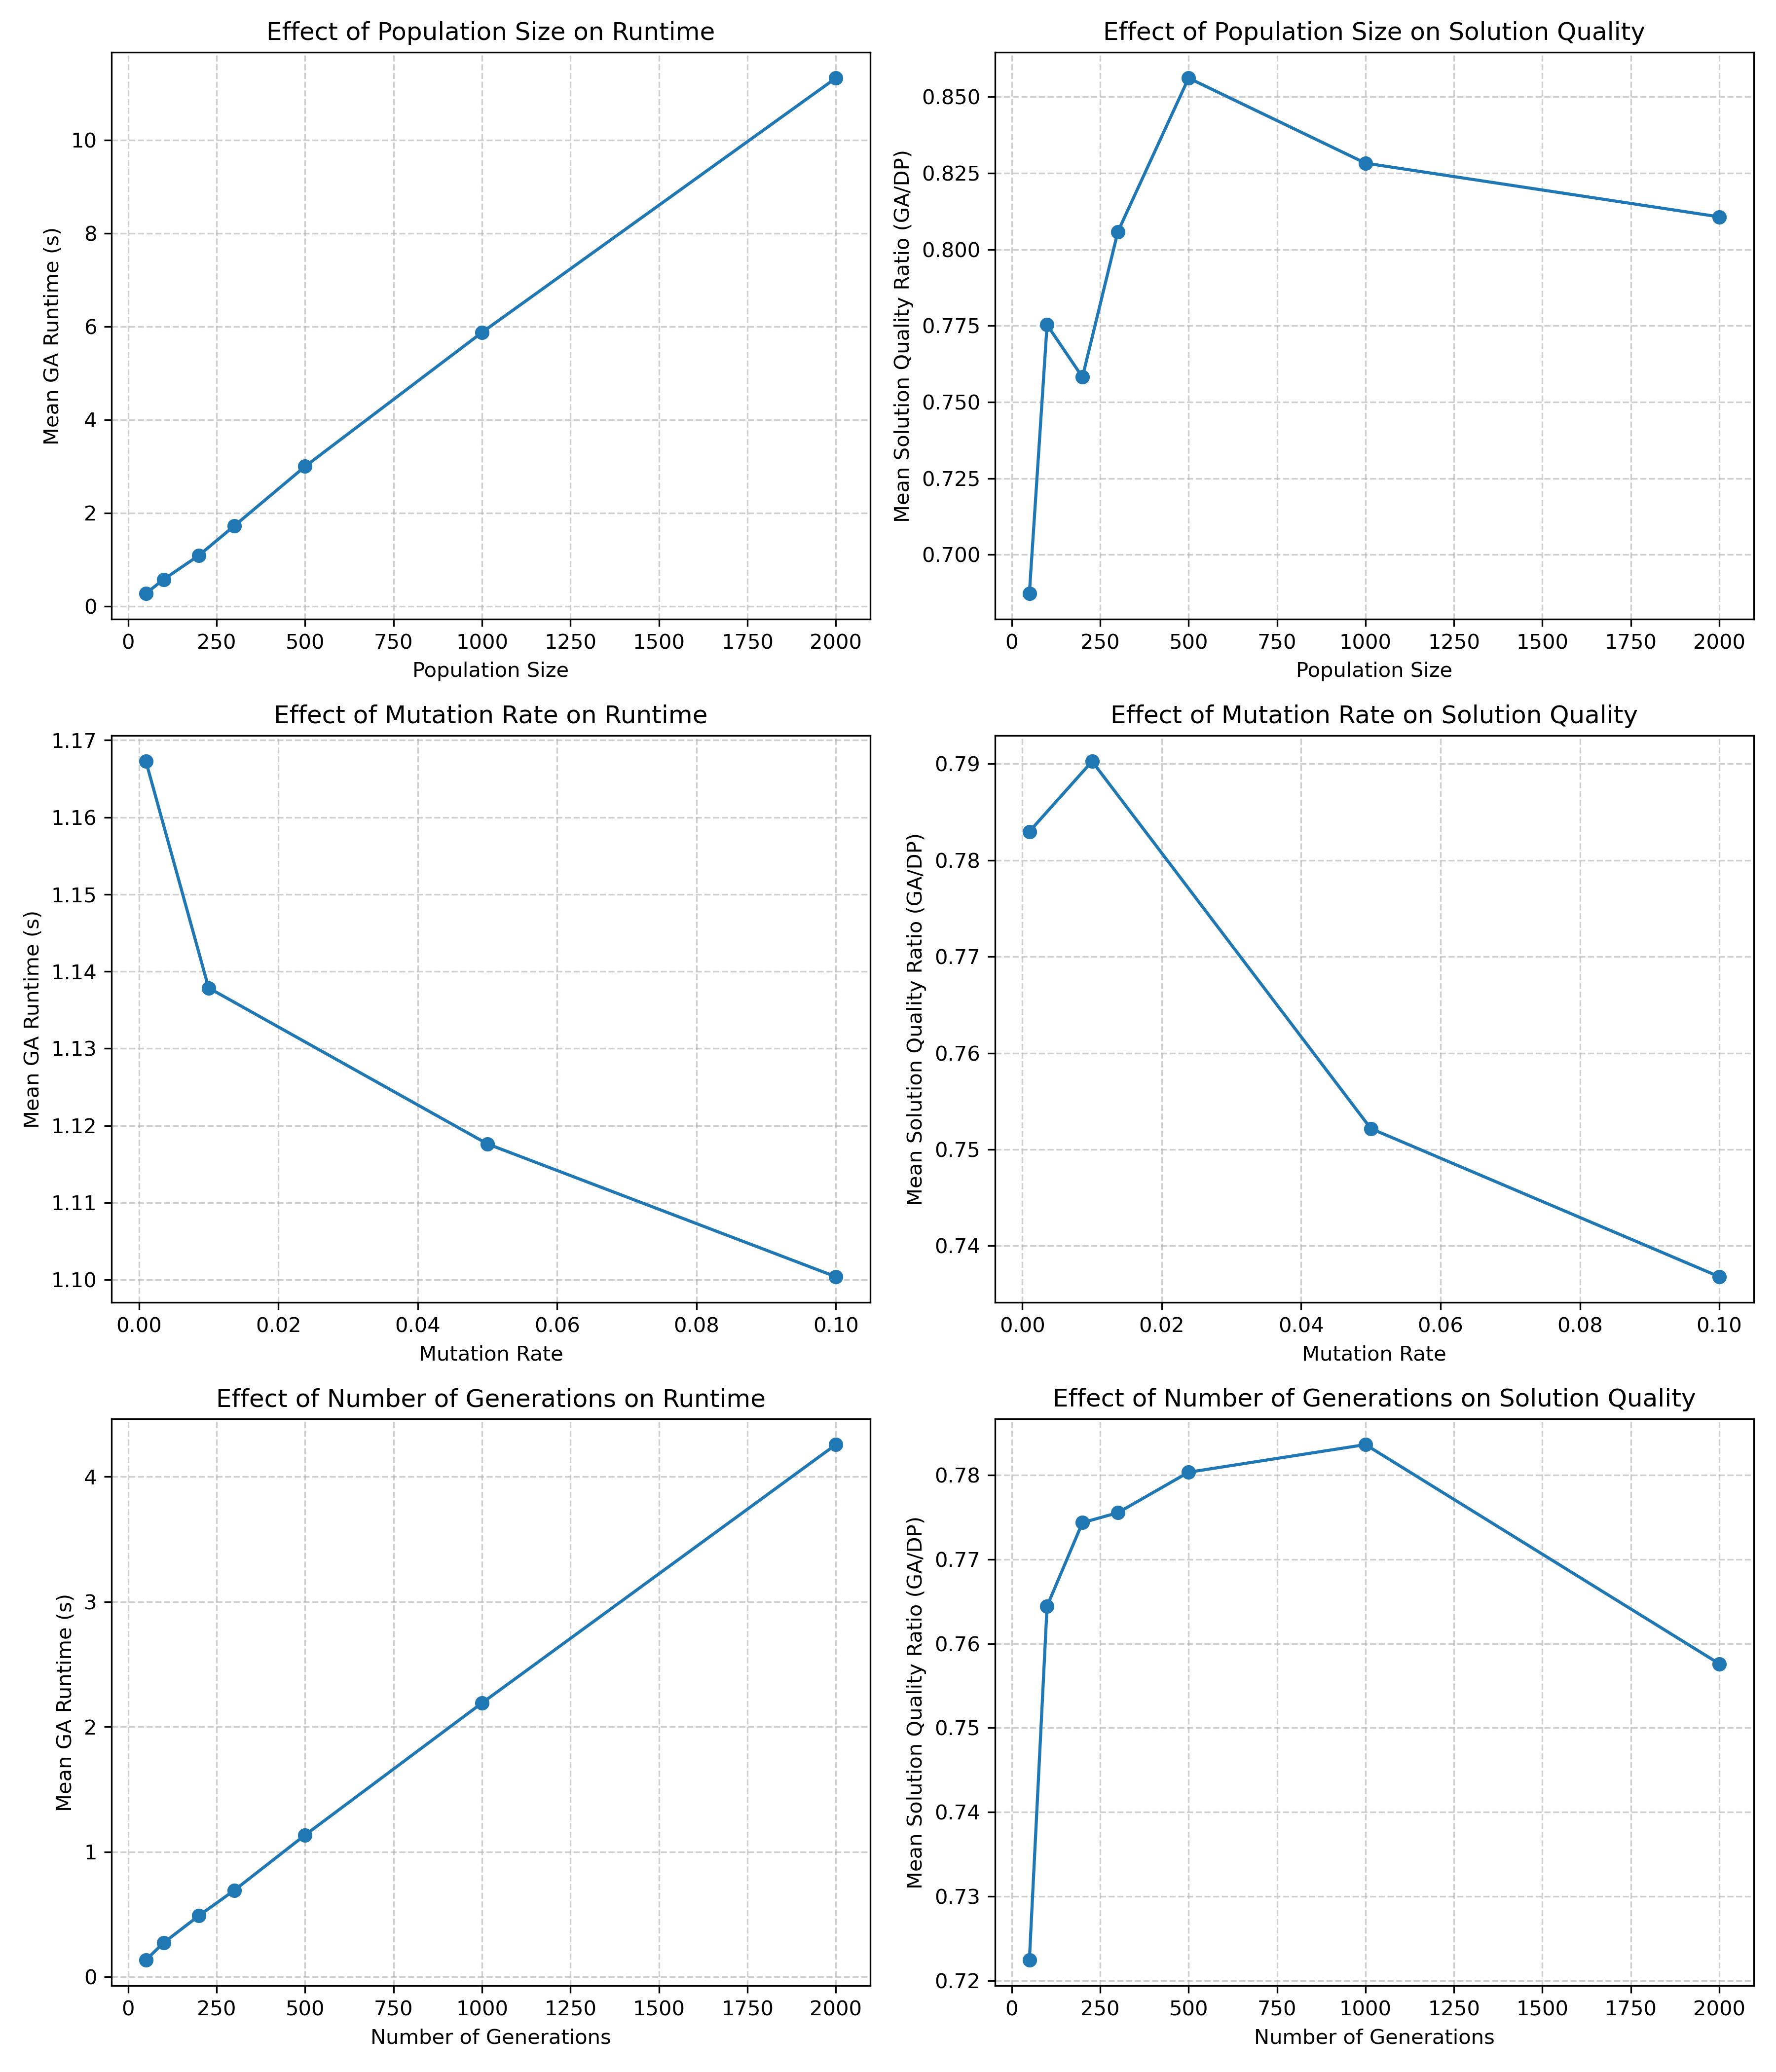 Effect of Population Size on Runtime
Mean GA Runtime (s)
10
8
6
4
2
0
0 250 500 750 1000 1250 1500 1750 2000
Population Size
Effect of Population Size on Solution Quality
Mean Solution Quality Ratio (GA/DP)
0.850
0.825
0.800
0.775
0.750
0.725
0.700
0 250 500 750 1000 1250 1500 1750 2000
Population Size
Effect of Mutation Rate on Runtime
Mean GA Runtime (s)
1.17
1.16
1.15
1.14
1.13
1.12
1.11
1.10
0.00 0.02 0.04 0.06 0.08 0.10
Mutation Rate
Effect of Mutation Rate on Solution Quality
Mean Solution Quality Ratio (GA/DP)
0.79
0.78
0.77
0.76
0.75
0.74
0.00 0.02 0.04 0.06 0.08 0.10
Mutation Rate
Effect of Number of Generations on Runtime
Mean GA Runtime (s)
4
3
2
1
0
0 250 500 750 1000 1250 1500 1750 2000
Number of Generations
Effect of Number of Generations on Solution Quality
Mean Solution Quality Ratio (GA/DP)
0.78
0.77
0.76
0.75
0.74
0.73
0.72
0 250 500 750 1000 1250 1500 1750 2000
Number of Generations